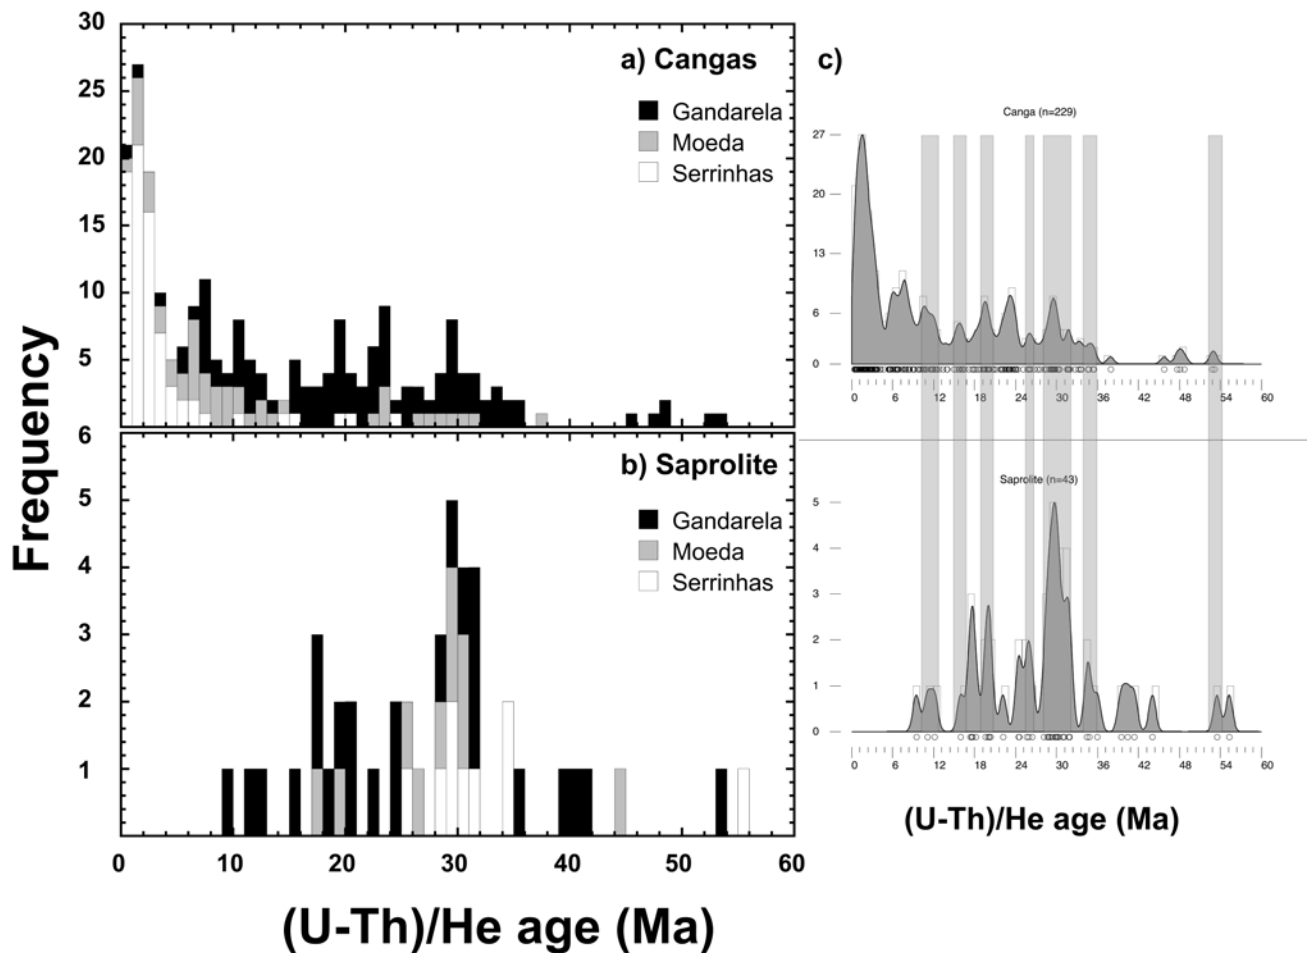 a) Cangas
Gandarela
Moeda
Serrinhas
30
25
20
15
10
5
0
b) Saprolite
Gandarela
Moeda
Serrinhas
6
5
4
3
2
1
0 10 20 30 40 50 60
Frequency
(U-Th)/He age (Ma)
c)
Canga (n=229)
27
20
13
6
0
0 6 12 18 24 30 36 42 48 54 60
Saprolite (n=43)
5
4
3
2
1
0
0 6 12 18 24 30 36 42 48 54 60
(U-Th)/He age (Ma)